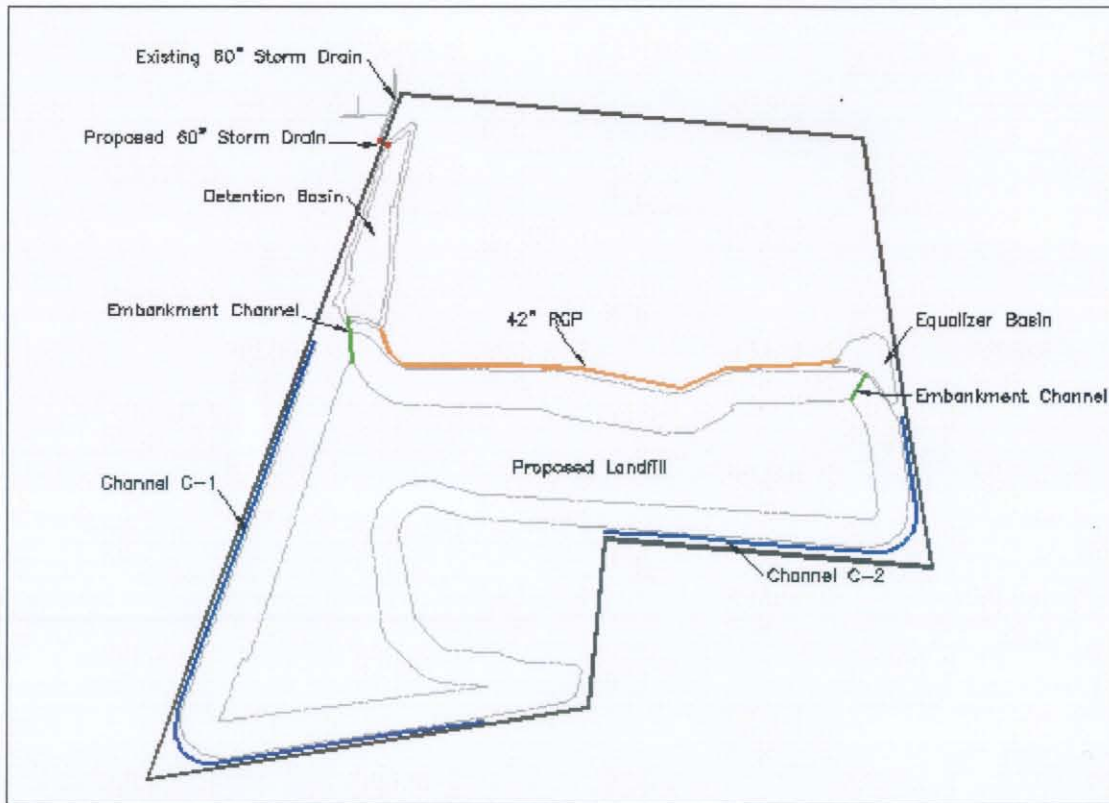 Existing 60" Storm Drain
Proposed 60" Storm Drain
Detention Basin
Embankment Channel
42" RCP
Equalizer Basin
Embankment Channel
Proposed Landfill
Channel C-1
Channel C-2